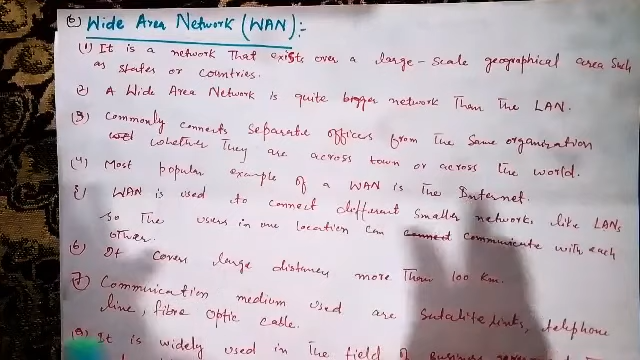 (6) Wide Area Network (WAN) :-
(1) It is a network That exists over a large-scale geographical area Such
as states or countries.
(2) A Wide Area Network is quite bigger network Than The LAN.
(3) Commonly connects separate offices from The Same organization
whether They are across town or across The world.
(4) Most popular example of a WAN is The Internet.
WAN is used to connect different smaller networks like LANs
so The users in one location can connect communicate with each
other.
(6) It covers large distances more Than 100 km.
(7) Communication medium used are Satalite links, telephone
line, fibre optic cable.
It is widely used in The field of Business